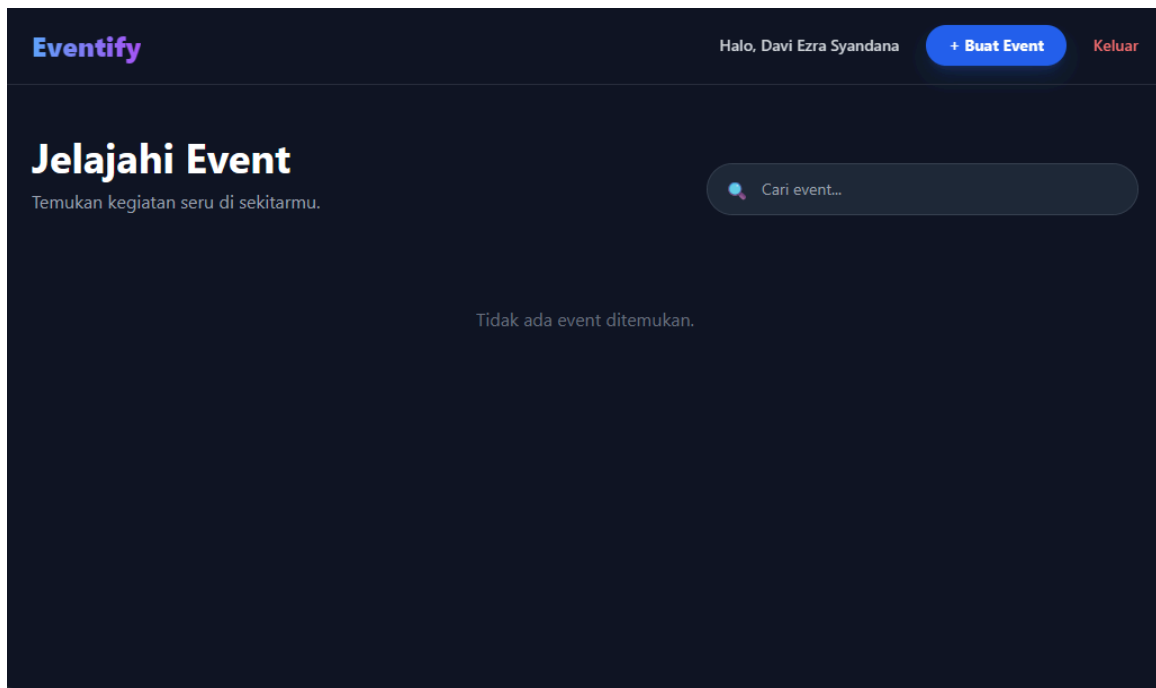 Eventify
Halo, Davi Ezra Syandana
+ Buat Event
Keluar
Jelajahi Event
Temukan kegiatan seru di sekitarmu.
Cari event...
Tidak ada event ditemukan.